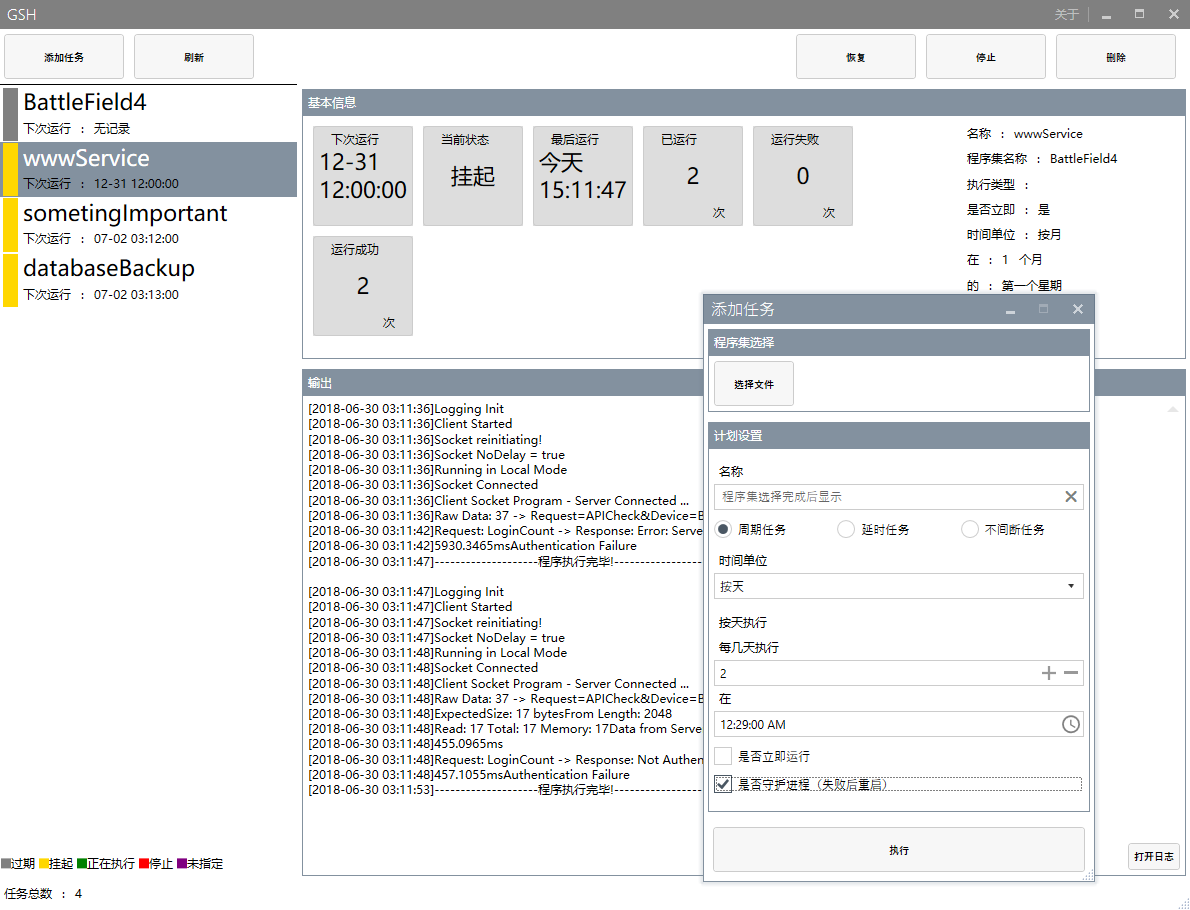 GSH
关于
添加任务
刷新
恢复
停止
删除
BattleField4
下次运行 : 无记录
wwwService
下次运行 : 12-31 12:00:00
sometingImportant
下次运行 : 07-02 03:12:00
databaseBackup
下次运行 : 07-02 03:13:00
过期 挂起 正在执行 停止 未指定
任务总数 : 4
基本信息
下次运行
12-31
12:00:00
当前状态
挂起
最后运行
今天
15:11:47
已运行
2
次
运行失败
0
次
运行成功
2
次
名称 : wwwService
程序集名称 : BattleField4
执行类型 :
是否立即 : 是
时间单位 : 按月
在 : 1 个月
的 : 第一个星期
输出
[2018-06-30 03:11:36]Logging Init
[2018-06-30 03:11:36]Client Started
[2018-06-30 03:11:36]Socket reinitiating!
[2018-06-30 03:11:36]Socket NoDelay = true
[2018-06-30 03:11:36]Running in Local Mode
[2018-06-30 03:11:36]Socket Connected
[2018-06-30 03:11:36]Client Socket Program - Server Connected ...
[2018-06-30 03:11:36]Raw Data: 37 -> Request=APICheck&Device=B
[2018-06-30 03:11:42]Request: LoginCount -> Response: Error: Serve
[2018-06-30 03:11:42]5930.3465msAuthentication Failure
[2018-06-30 03:11:47]--------------------程序执行完毕!-----------------
[2018-06-30 03:11:47]Logging Init
[2018-06-30 03:11:47]Client Started
[2018-06-30 03:11:47]Socket reinitiating!
[2018-06-30 03:11:47]Socket NoDelay = true
[2018-06-30 03:11:48]Running in Local Mode
[2018-06-30 03:11:48]Socket Connected
[2018-06-30 03:11:48]Client Socket Program - Server Connected ...
[2018-06-30 03:11:48]Raw Data: 37 -> Request=APICheck&Device=B
[2018-06-30 03:11:48]ExpectedSize: 17 bytesFrom Length: 2048
[2018-06-30 03:11:48]Read: 17 Total: 17 Memory: 17Data from Serve
[2018-06-30 03:11:48]455.0965ms
[2018-06-30 03:11:48]Request: LoginCount -> Response: Not Authen
[2018-06-30 03:11:48]457.1055msAuthentication Failure
[2018-06-30 03:11:53]--------------------程序执行完毕!-----------------
打开日志
添加任务
程序集选择
选择文件
计划设置
名称
程序集选择完成后显示
周期任务 延时任务 不间断任务
时间单位
按天
按天执行
每几天执行
2
在
12:29:00 AM
是否立即运行
是否守护进程（失败后重启）
执行